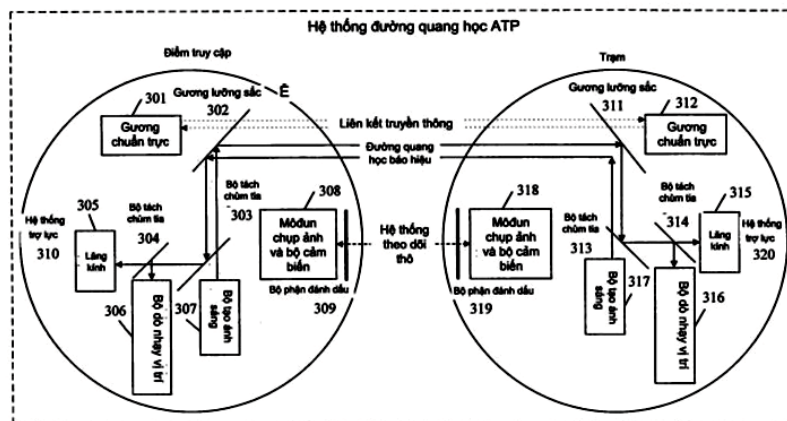 Hệ thống đường quang học ATP
Điểm truy cập
Trạm
301
Gương lưỡng sắc
302
Ê
Gương
chuẩn trực
Liên kết truyền thông
Gương lưỡng sắc
311
312
Gương
chuẩn trực
Đường quang
học báo hiệu
Hệ thống
trợ lực
310
305
Lăng
kính
Bộ tách
chùm tia
304
Bộ tách
chùm tia
303
308
Môđun
chụp ảnh
và bộ cảm
biến
Bộ phận đánh dấu
309
306
Bộ dò nhạy vị trí
307
Bộ tạo ánh
sáng
Hệ thống
theo dõi
thô
318
Môđun
chụp ảnh
và bộ cảm
biến
Bộ phận đánh dấu
319
Bộ tách
chùm tia
313
Bộ tách
chùm tia
314
315
Lăng
kính
Hệ thống
trợ lực
320
317
Bộ tạo ánh
sáng
316
Bộ dò nhạy vị trí